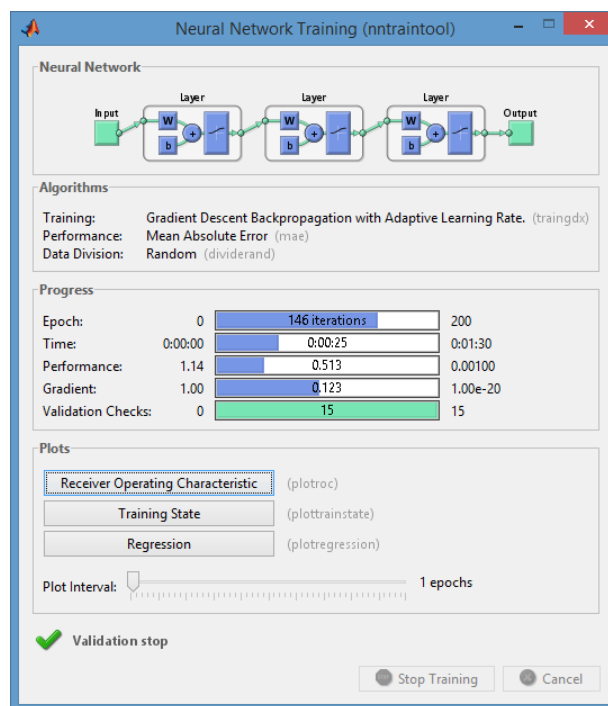 Neural Network Training (nntraintool)
Neural Network
Layer Layer Layer
Input Output
W W W
+ + +
b b b
Algorithms
Training: Gradient Descent Backpropagation with Adaptive Learning Rate. (traingdx)
Performance: Mean Absolute Error (mae)
Data Division: Random (dividerand)
Progress
Epoch: 0 146 iterations 200
Time: 0:00:00 0:00:25 0:01:30
Performance: 1.14 0.513 0.00100
Gradient: 1.00 0.123 1.00e-20
Validation Checks: 0 15 15
Plots
Receiver Operating Characteristic (plotroc)
Training State (plottrainstate)
Regression (plotregression)
Plot Interval: 1 epochs
Validation stop
Stop Training Cancel